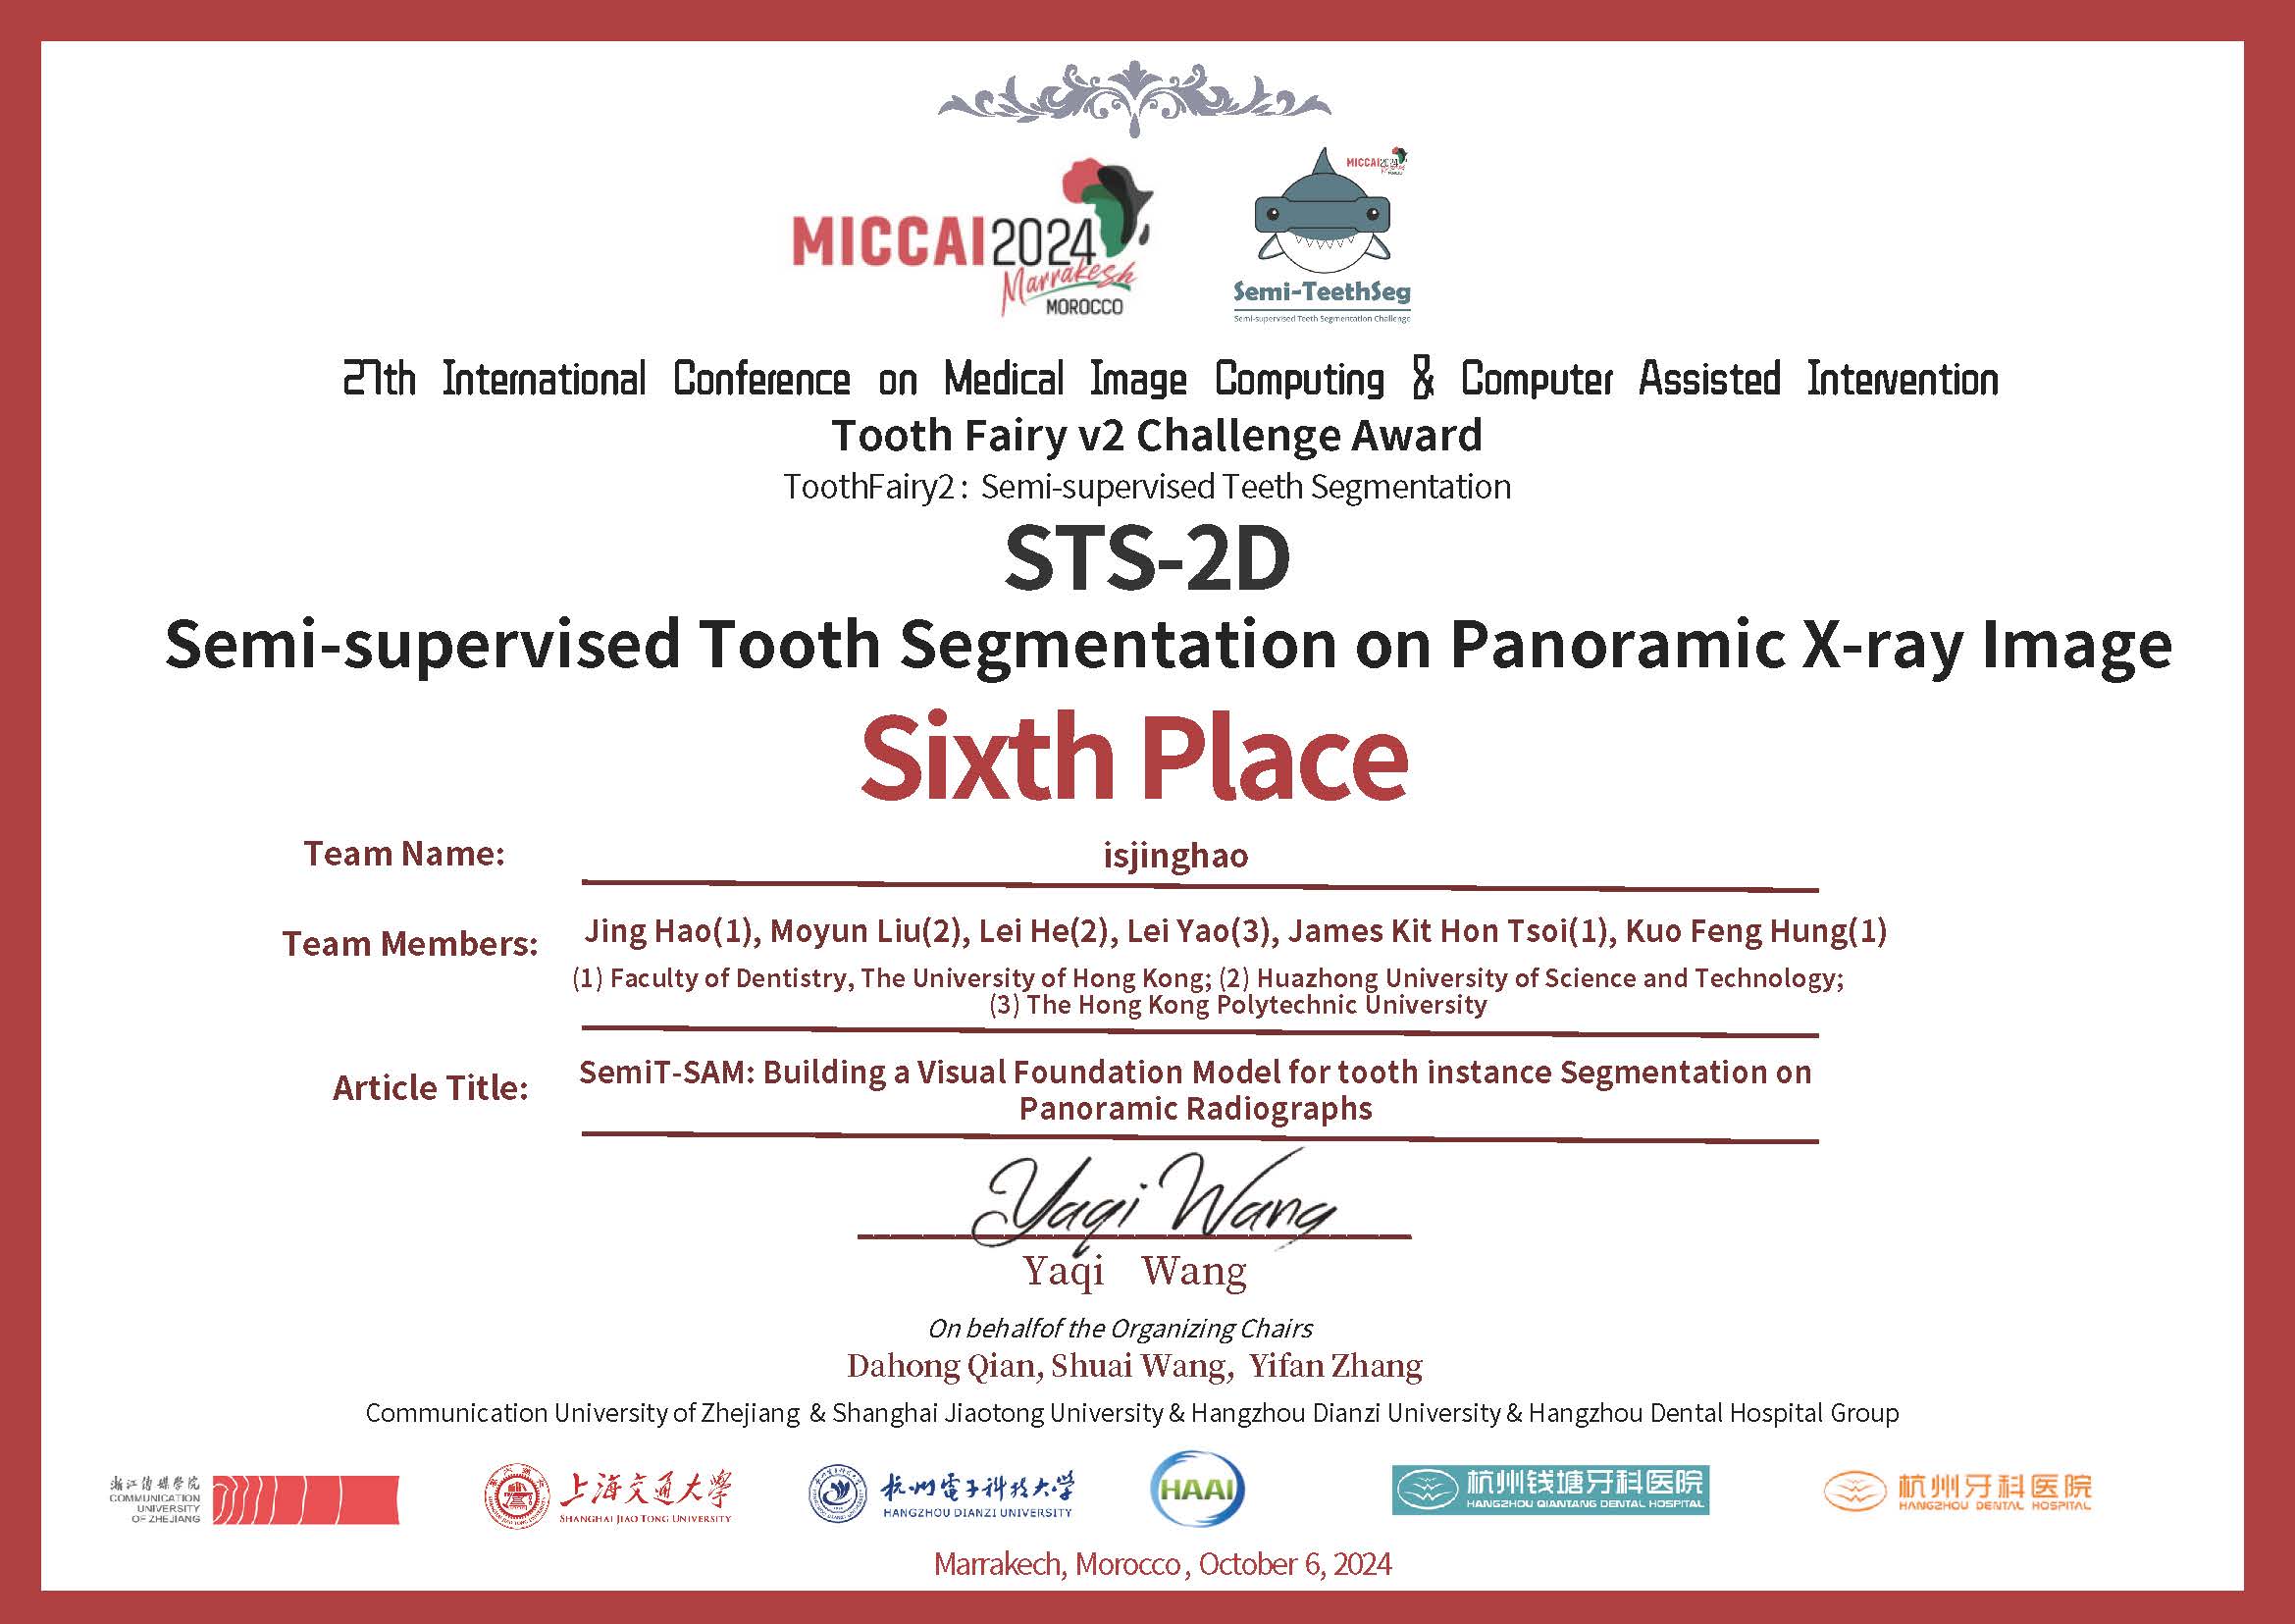 MICCAI2024
Marrakesh
MOROCCO
MICCAI2024
Semi-TeethSeg
Semi-supervised Teeth Segmentation Challenge
27th International Conference on Medical Image Computing & Computer Assisted Intervention
Tooth Fairy v2 Challenge Award
ToothFairy2: Semi-supervised Teeth Segmentation
STS-2D
Semi-supervised Tooth Segmentation on Panoramic X-ray Image
Sixth Place
Team Name: isjinghao
Team Members: Jing Hao(1), Moyun Liu(2), Lei He(2), Lei Yao(3), James Kit Hon Tsoi(1), Kuo Feng Hung(1)
(1) Faculty of Dentistry, The University of Hong Kong; (2) Huazhong University of Science and Technology;
(3) The Hong Kong Polytechnic University
Article Title: SemiT-SAM: Building a Visual Foundation Model for tooth instance Segmentation on
Panoramic Radiographs
Yaqi Wang
Yaqi Wang
On behalfof the Organizing Chairs
Dahong Qian, Shuai Wang, Yifan Zhang
Communication University of Zhejiang & Shanghai Jiaotong University & Hangzhou Dianzi University & Hangzhou Dental Hospital Group
浙江传媒学院
COMMUNICATION
UNIVERSITY
OF ZHEJIANG
上海交通大学
SHANGHAI JIAO TONG UNIVERSITY
杭州電子科技大学
HANGZHOU DIANZI UNIVERSITY
HAAI
杭州钱塘牙科医院
HANGZHOU QIANTANG DENTAL HOSPITAL
杭州牙科医院
HANGZHOU DENTAL HOSPITAL
Marrakech, Morocco, October 6, 2024